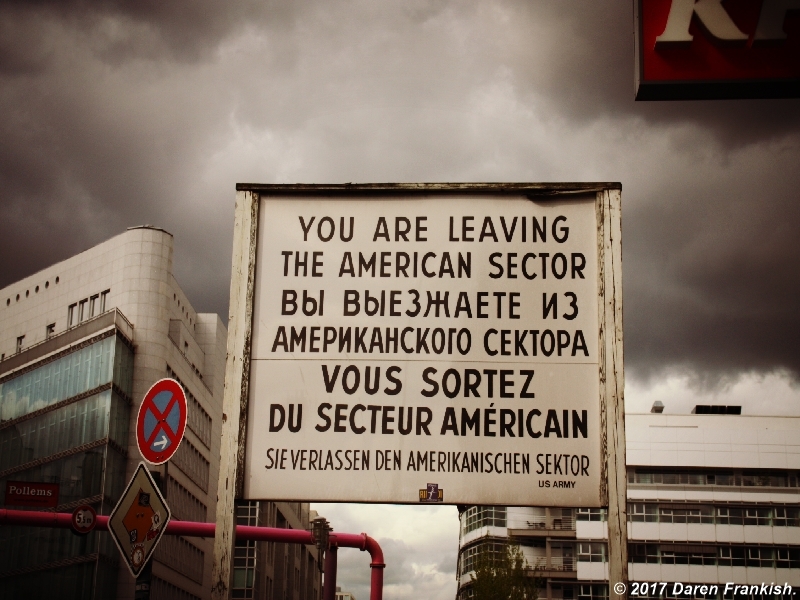 YOU ARE LEAVING
THE AMERICAN SECTOR
ВЫ ВЫЕЗЖАЕТЕ ИЗ
АМЕРИКАНСКОГО СЕКТОРА
VOUS SORTEZ
DU SECTEUR AMÉRICAIN
SIE VERLASSEN DEN AMERIKANISCHEN SEKTOR
US ARMY
Pollems
© 2017 Daren Frankish.